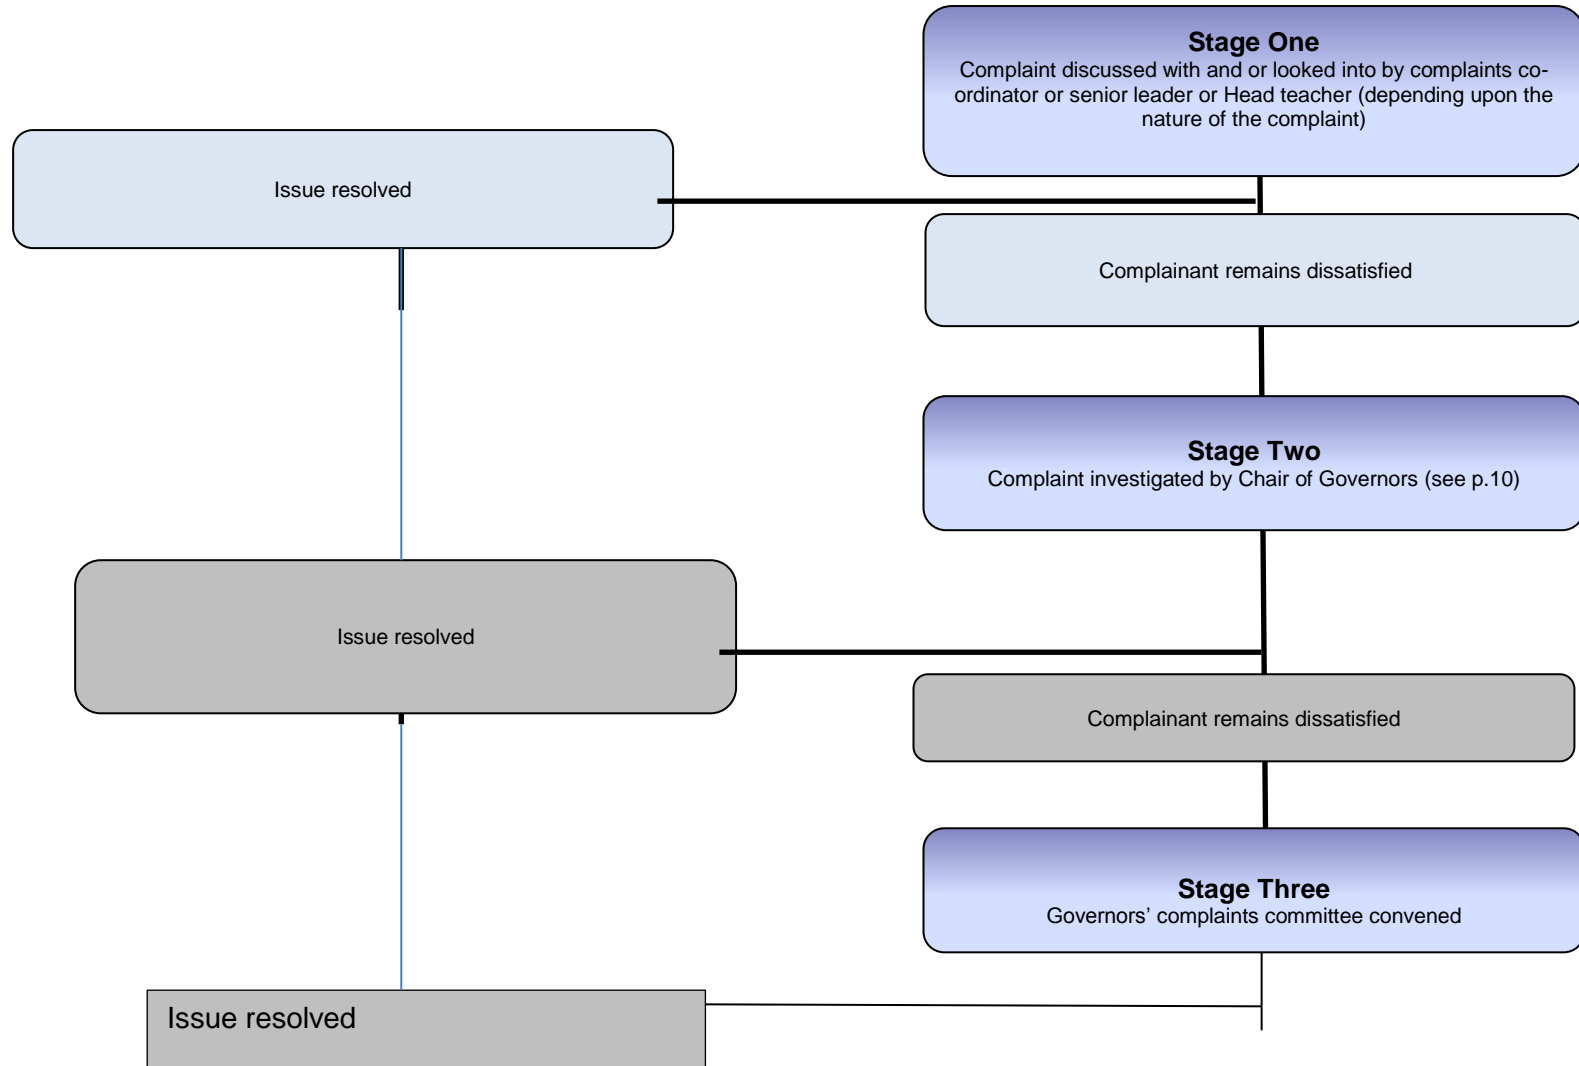 Stage One
Complaint discussed with and or looked into by complaints co-
ordinator or senior leader or Head teacher (depending upon the
nature of the complaint)
Issue resolved
Complainant remains dissatisfied
Stage Two
Complaint investigated by Chair of Governors (see p.10)
Issue resolved
Complainant remains dissatisfied
Stage Three
Governors’ complaints committee convened
Issue resolved